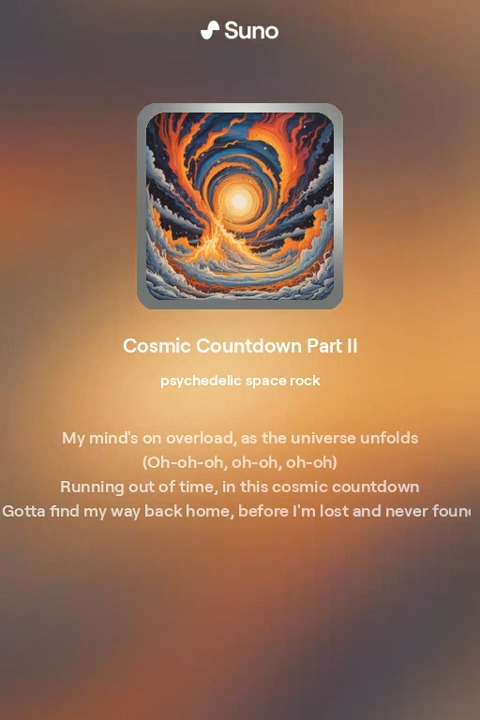 Suno
Cosmic Countdown Part II
psychedelic space rock
My mind's on overload, as the universe unfolds
(Oh-oh-oh, oh-oh, oh-oh)
Running out of time, in this cosmic countdown
Gotta find my way back home, before I'm lost and never found